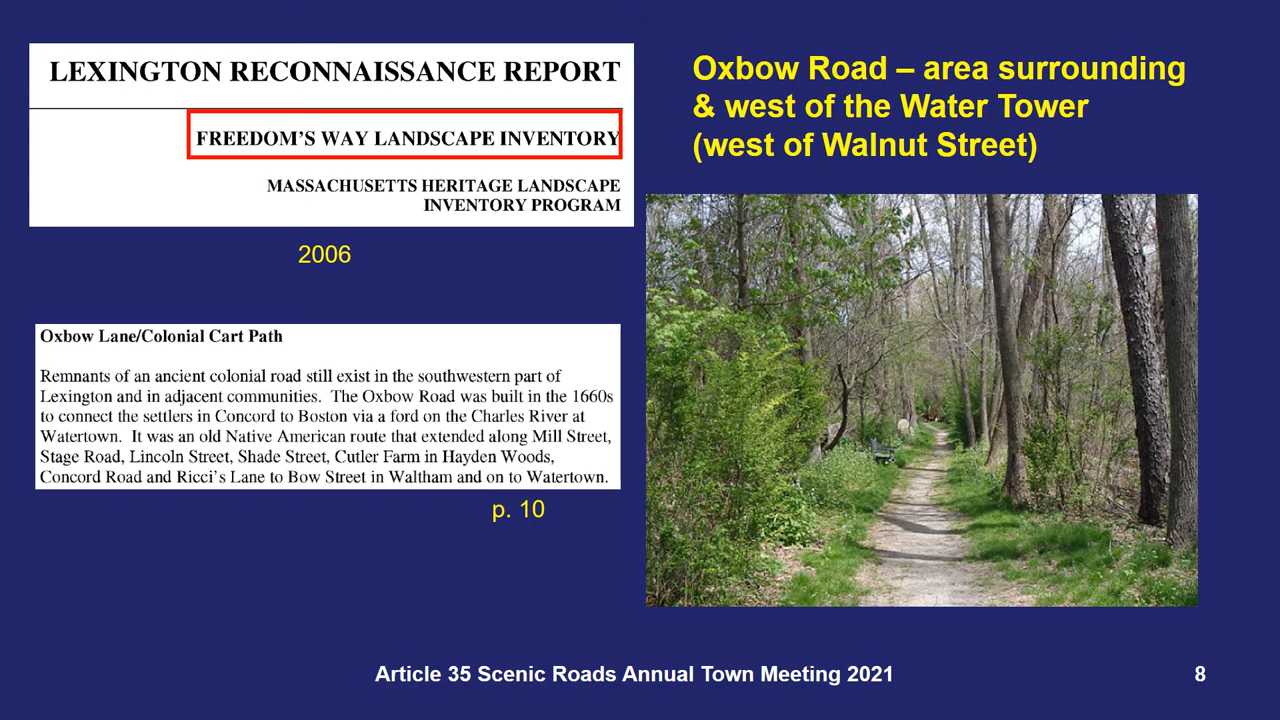 LEXINGTON RECONNAISSANCE REPORT
FREEDOM'S WAY LANDSCAPE INVENTORY
MASSACHUSETTS HERITAGE LANDSCAPE
INVENTORY PROGRAM
2006
Oxbow Lane/Colonial Cart Path
Remnants of an ancient colonial road still exist in the southwestern part of
Lexington and in adjacent communities. The Oxbow Road was built in the 1660s
to connect the settlers in Concord to Boston via a ford on the Charles River at
Watertown. It was an old Native American route that extended along Mill Street,
Stage Road, Lincoln Street, Shade Street, Cutler Farm in Hayden Woods,
Concord Road and Ricci's Lane to Bow Street in Waltham and on to Watertown.
p. 10
Oxbow Road – area surrounding
& west of the Water Tower
(west of Walnut Street)
Article 35 Scenic Roads Annual Town Meeting 2021
8